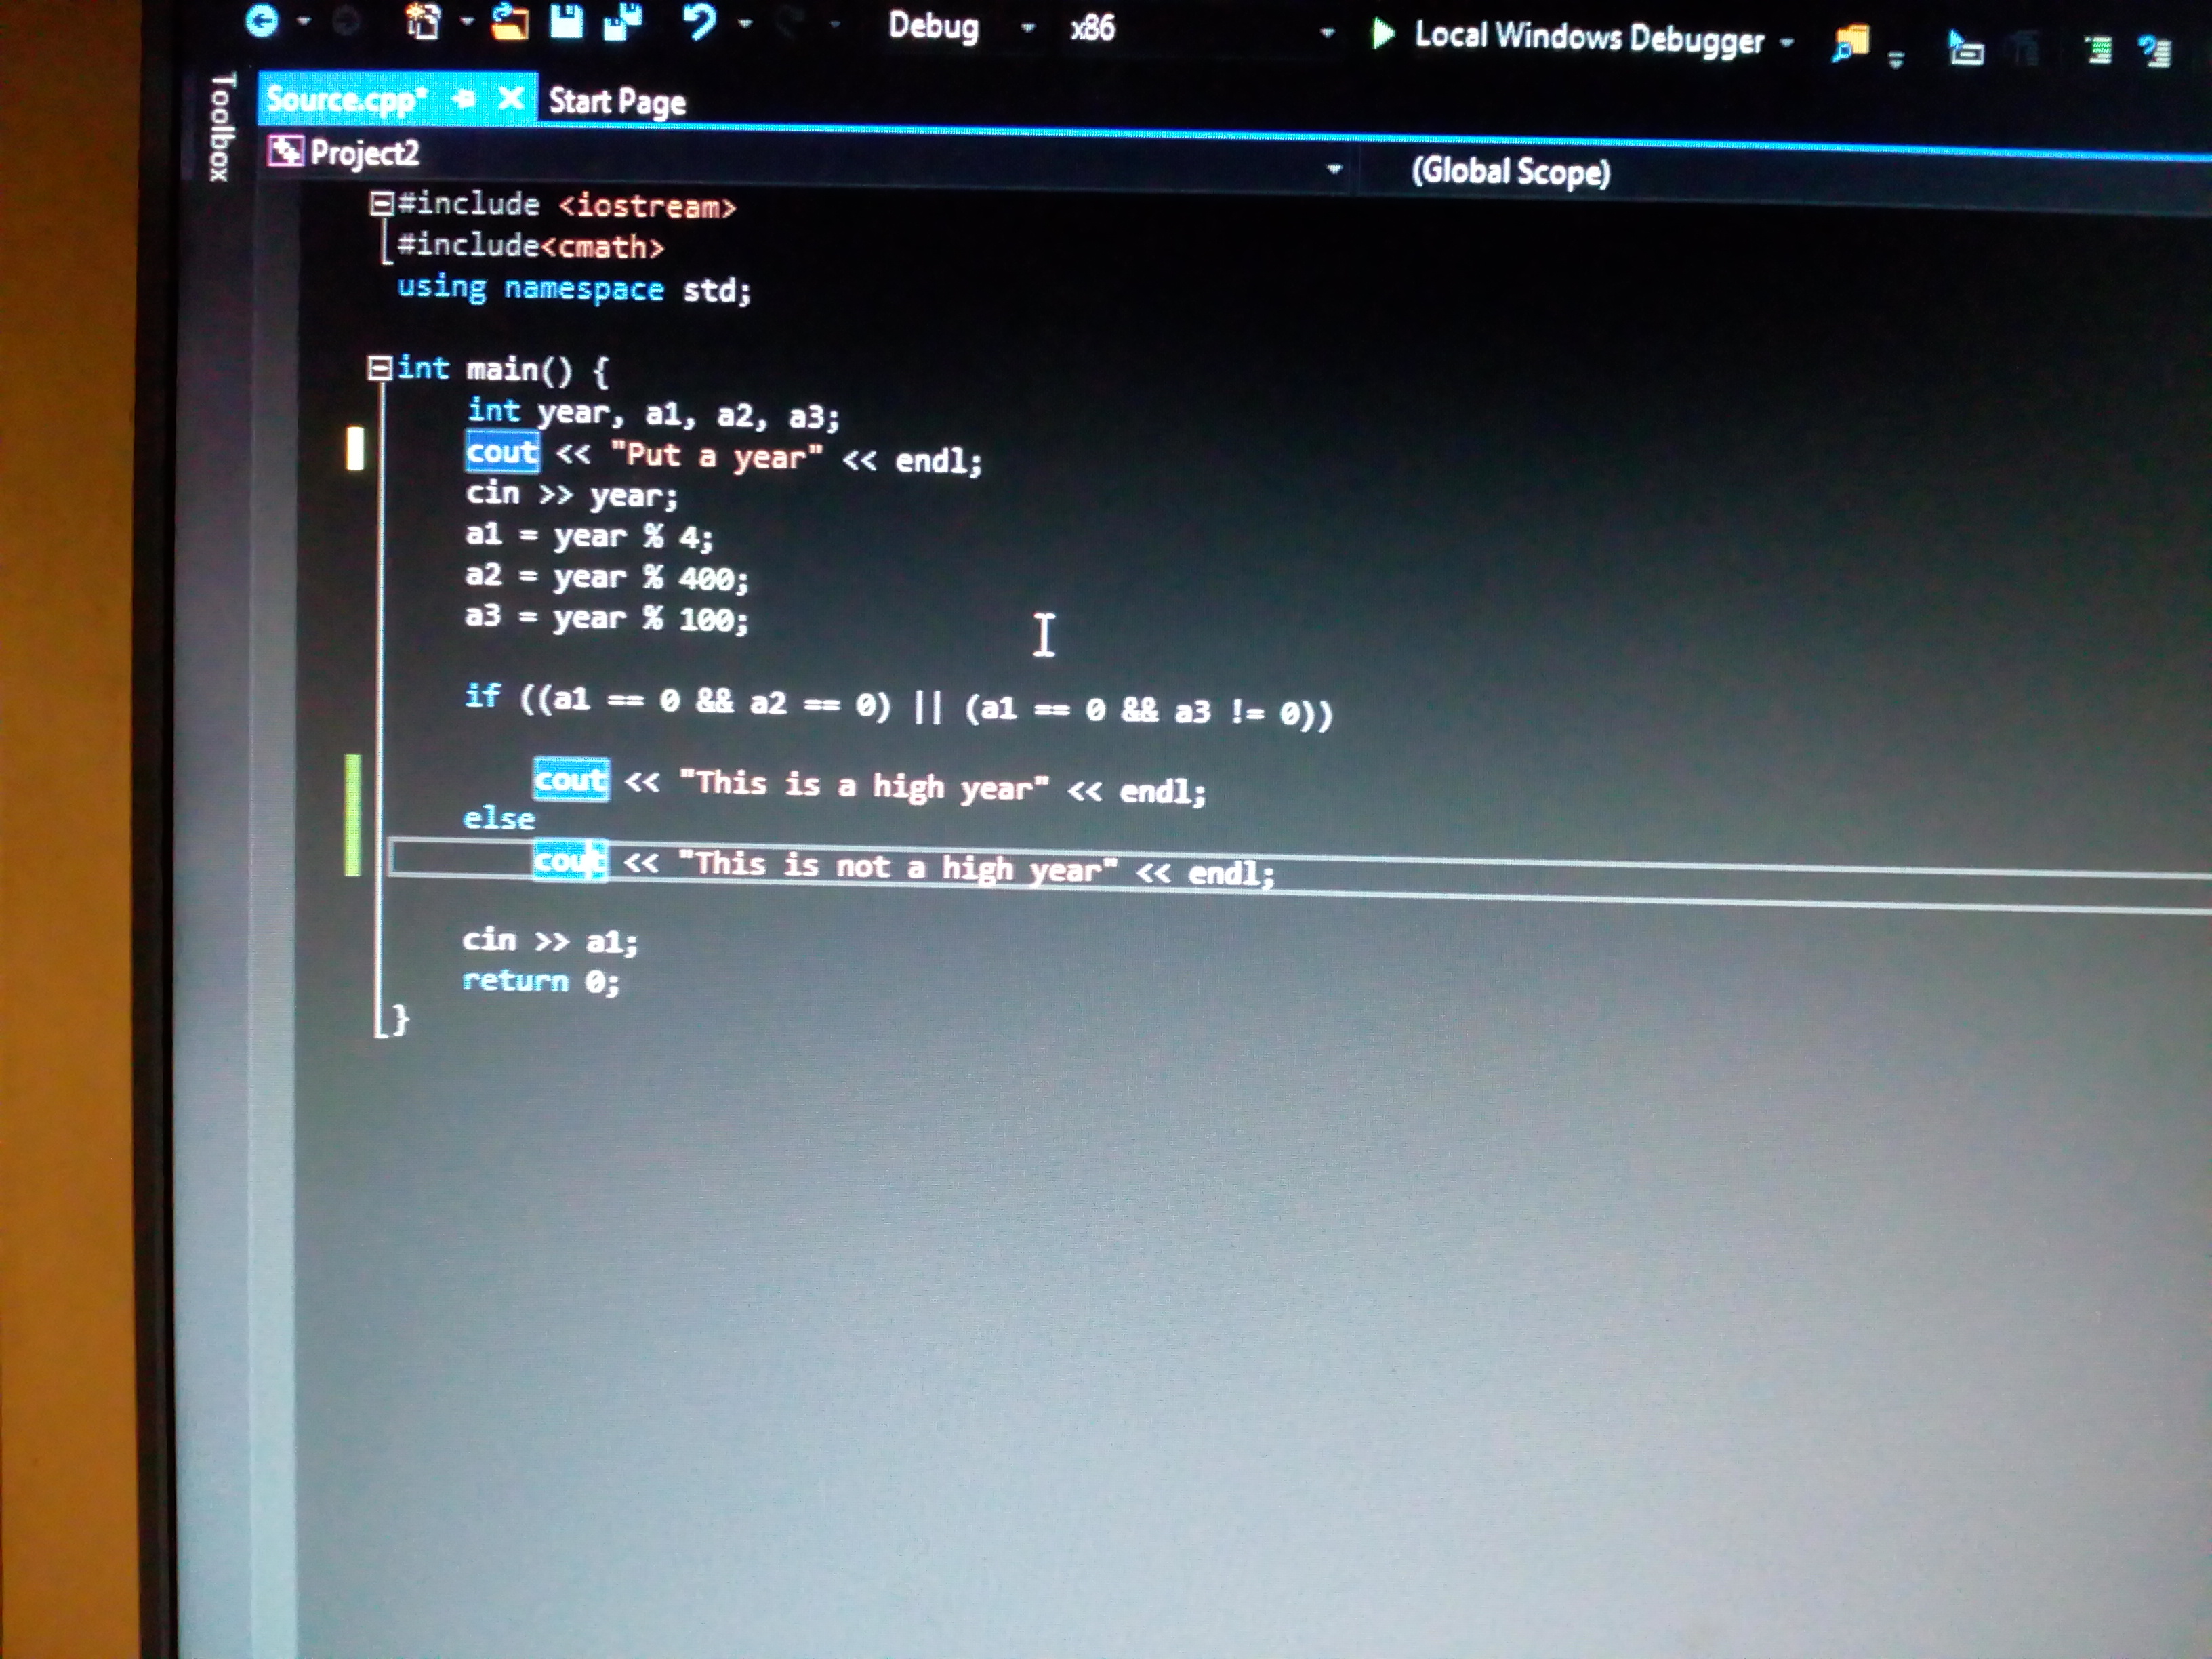 Debug x86 Local Windows Debugger
Toolbox
Source.cpp* Start Page
Project2 (Global Scope)
#include <iostream>
#include<cmath>
using namespace std;
int main() {
int year, a1, a2, a3;
cout << "Put a year" << endl;
cin >> year;
a1 = year % 4;
a2 = year % 400;
a3 = year % 100;
if ((a1 == 0 && a2 == 0) || (a1 == 0 && a3 != 0))
cout << "This is a high year" << endl;
else
cout << "This is not a high year" << endl;
cin >> a1;
return 0;
}